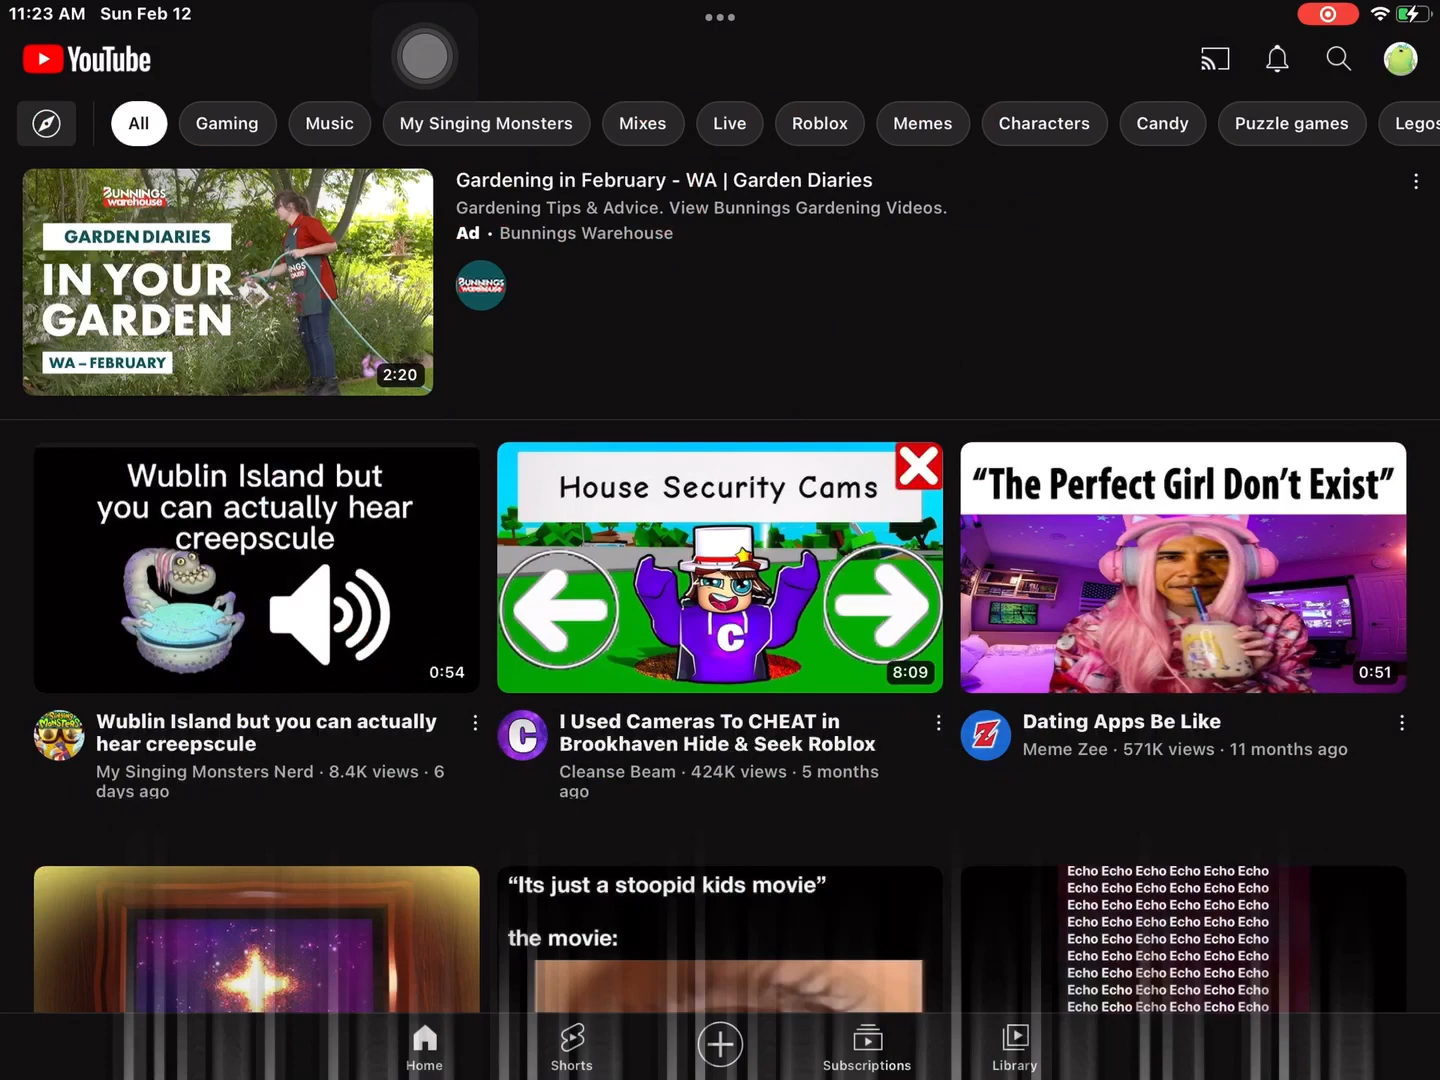 11:23 AM Sun Feb 12
YouTube
All Gaming Music My Singing Monsters Mixes Live Roblox Memes Characters Candy Puzzle games Legos
BUNNINGS
warehouse
GARDEN DIARIES
IN YOUR
GARDEN
WA – FEBRUARY
2:20
Gardening in February - WA | Garden Diaries
Gardening Tips & Advice. View Bunnings Gardening Videos.
Ad · Bunnings Warehouse
BUNNINGS
warehouse
Wublin Island but
you can actually hear
creepscule
0:54
House Security Cams
C
8:09
“The Perfect Girl Don’t Exist”
0:51
Wublin Island but you can actually
hear creepscule
My Singing Monsters Nerd · 8.4K views · 6
days ago
C
I Used Cameras To CHEAT in
Brookhaven Hide & Seek Roblox
Cleanse Beam · 424K views · 5 months
ago
Z
Dating Apps Be Like
Meme Zee · 571K views · 11 months ago
“Its just a stoopid kids movie”
the movie:
Echo Echo Echo Echo Echo Echo
Echo Echo Echo Echo Echo Echo
Echo Echo Echo Echo Echo Echo
Echo Echo Echo Echo Echo Echo
Echo Echo Echo Echo Echo Echo
Echo Echo Echo Echo Echo Echo
Echo Echo Echo Echo Echo Echo
Echo Echo Echo Echo Echo Echo
Echo Echo Echo Echo Echo Echo
Home Shorts Subscriptions Library